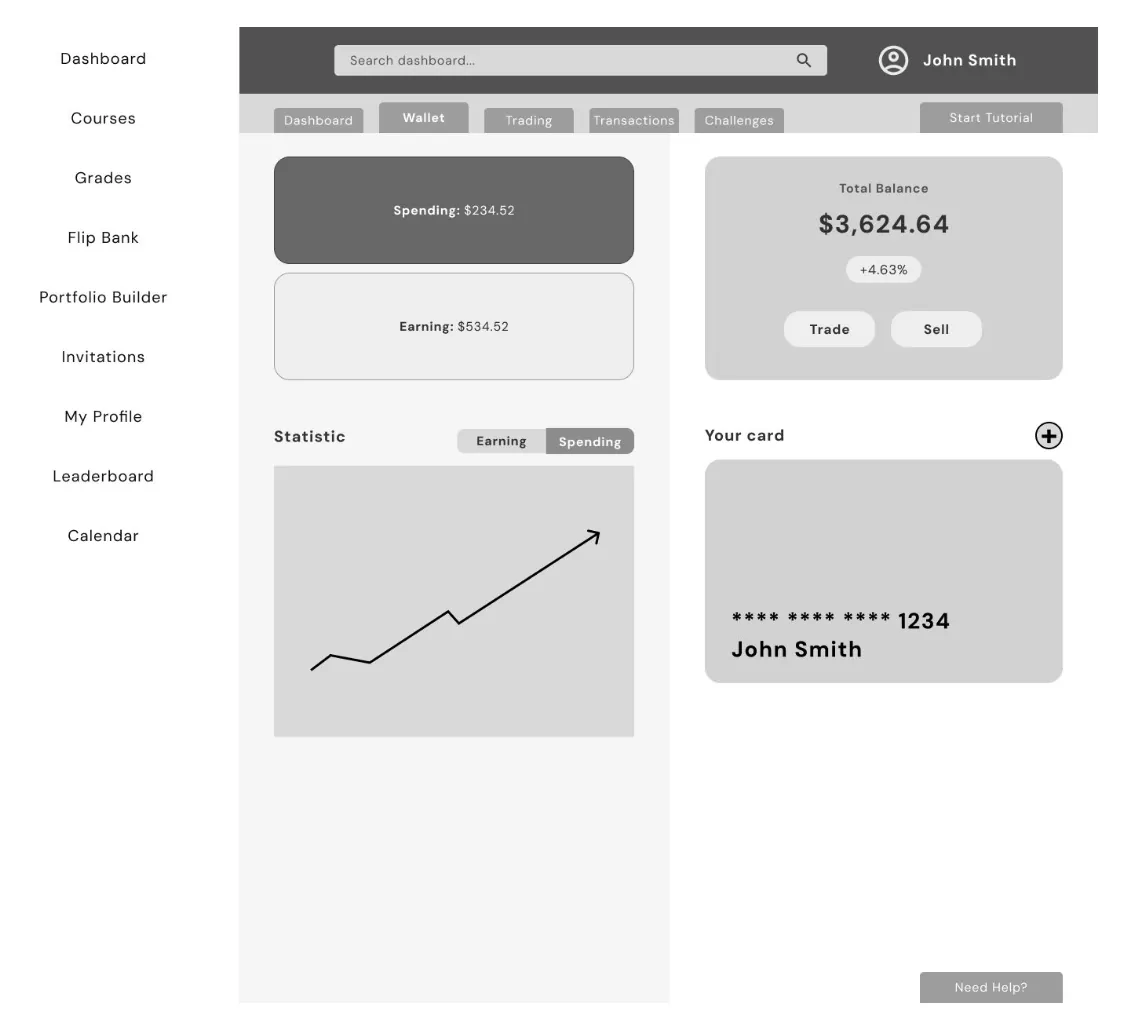 Dashboard
Courses
Grades
Flip Bank
Portfolio Builder
Invitations
My Profile
Leaderboard
Calendar
Search dashboard...
John Smith
Dashboard
Wallet
Trading
Transactions
Challenges
Start Tutorial
Spending: $234.52
Earning: $534.52
Statistic
Earning
Spending
Total Balance
$3,624.64
+4.63%
Trade
Sell
Your card
**** **** **** 1234
John Smith
Need Help?